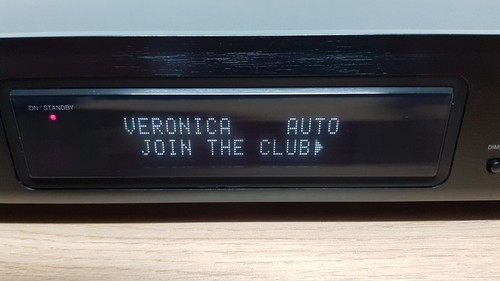 ON / STANDBY
VERONICA AUTO
JOIN THE CLUB